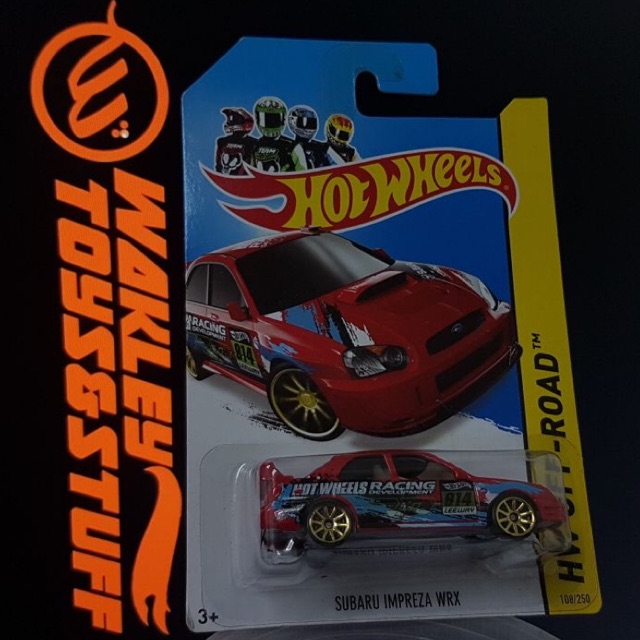 WAKLEY
TOYS&STUFF
HOT WHEELS
RACING
DEVELOPMENT
814
HOT WHEELS RACING
DEVELOPMENT
814
LEEWAY
HW OFF-ROAD™
SUBARU IMPREZA WRX
108/250
3+